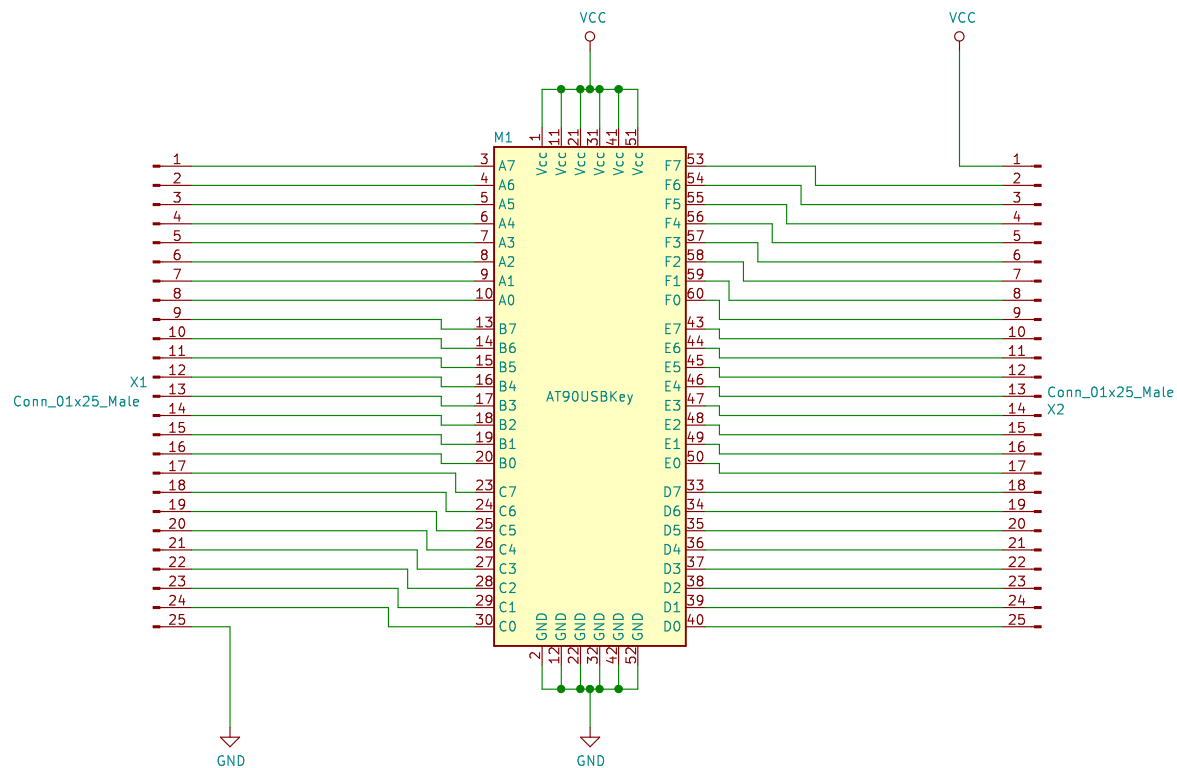 VCC
VCC
M1
1 11 21 31 41 51
Vcc Vcc Vcc Vcc Vcc Vcc
1 3 A7 F7 53 1
2 4 A6 F6 54 2
3 5 A5 F5 55 3
4 6 A4 F4 56 4
5 7 A3 F3 57 5
6 8 A2 F2 58 6
7 9 A1 F1 59 7
8 10 A0 F0 60 8
9 9
13 B7 E7 43
10 10
14 B6 E6 44
11 11
15 B5 E5 45
12 12
16 B4 E4 46
X1
Conn_01x25_Male
13 13
AT90USBKey
Conn_01x25_Male
X2
17 B3 E3 47
14 14
18 B2 E2 48
15 15
19 B1 E1 49
16 16
20 B0 E0 50
17 17
23 C7 D7 33
18 18
24 C6 D6 34
19 19
25 C5 D5 35
20 20
26 C4 D4 36
21 21
27 C3 D3 37
22 22
28 C2 D2 38
23 23
29 C1 D1 39
24 24
30 C0 D0 40
25 25
GND GND GND GND GND GND
2 12 22 32 42 52
GND
GND